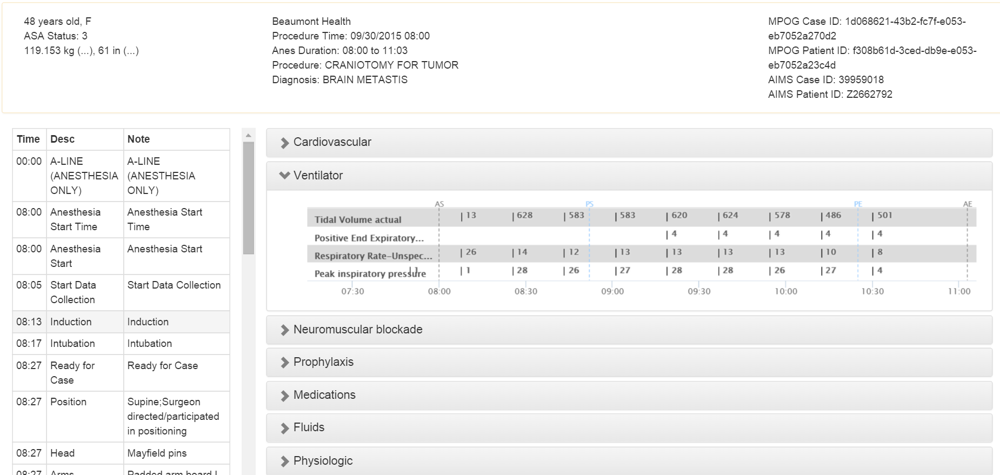 48 years old, F
ASA Status: 3
119.153 kg (...), 61 in (...)
Beaumont Health
Procedure Time: 09/30/2015 08:00
Anes Duration: 08:00 to 11:03
Procedure: CRANIOTOMY FOR TUMOR
Diagnosis: BRAIN METASTIS
MPOG Case ID: 1d068621-43b2-fc7f-e053-
eb7052a270d2
MPOG Patient ID: f308b61d-3ced-db9e-e053-
eb7052a23c4d
AIMS Case ID: 39959018
AIMS Patient ID: Z2662792
Time Desc Note
00:00 A-LINE A-LINE
(ANESTHESIA (ANESTHESIA
ONLY) ONLY)
08:00 Anesthesia Anesthesia Start
Start Time Time
08:00 Anesthesia Anesthesia Start
Start
08:05 Start Data Start Data Collection
Collection
08:13 Induction Induction
08:17 Intubation Intubation
08:27 Ready for Ready for Case
Case
08:27 Position Supine;Surgeon
directed/participated
in positioning
08:27 Head Mayfield pins
08:27 Arms Padded arm board L
Cardiovascular
Ventilator
AS PS PE AE
Tidal Volume actual 13 628 583 583 620 624 578 486 501
Positive End Expiratory... 4 4 4 4 4
Respiratory Rate-Unspec... 26 14 12 13 13 13 13 10 8
Peak inspiratory pressure 1 1 28 26 27 28 28 26 27 4
07:30 08:00 08:30 09:00 09:30 10:00 10:30 11:00
Neuromuscular blockade
Prophylaxis
Medications
Fluids
Physiologic